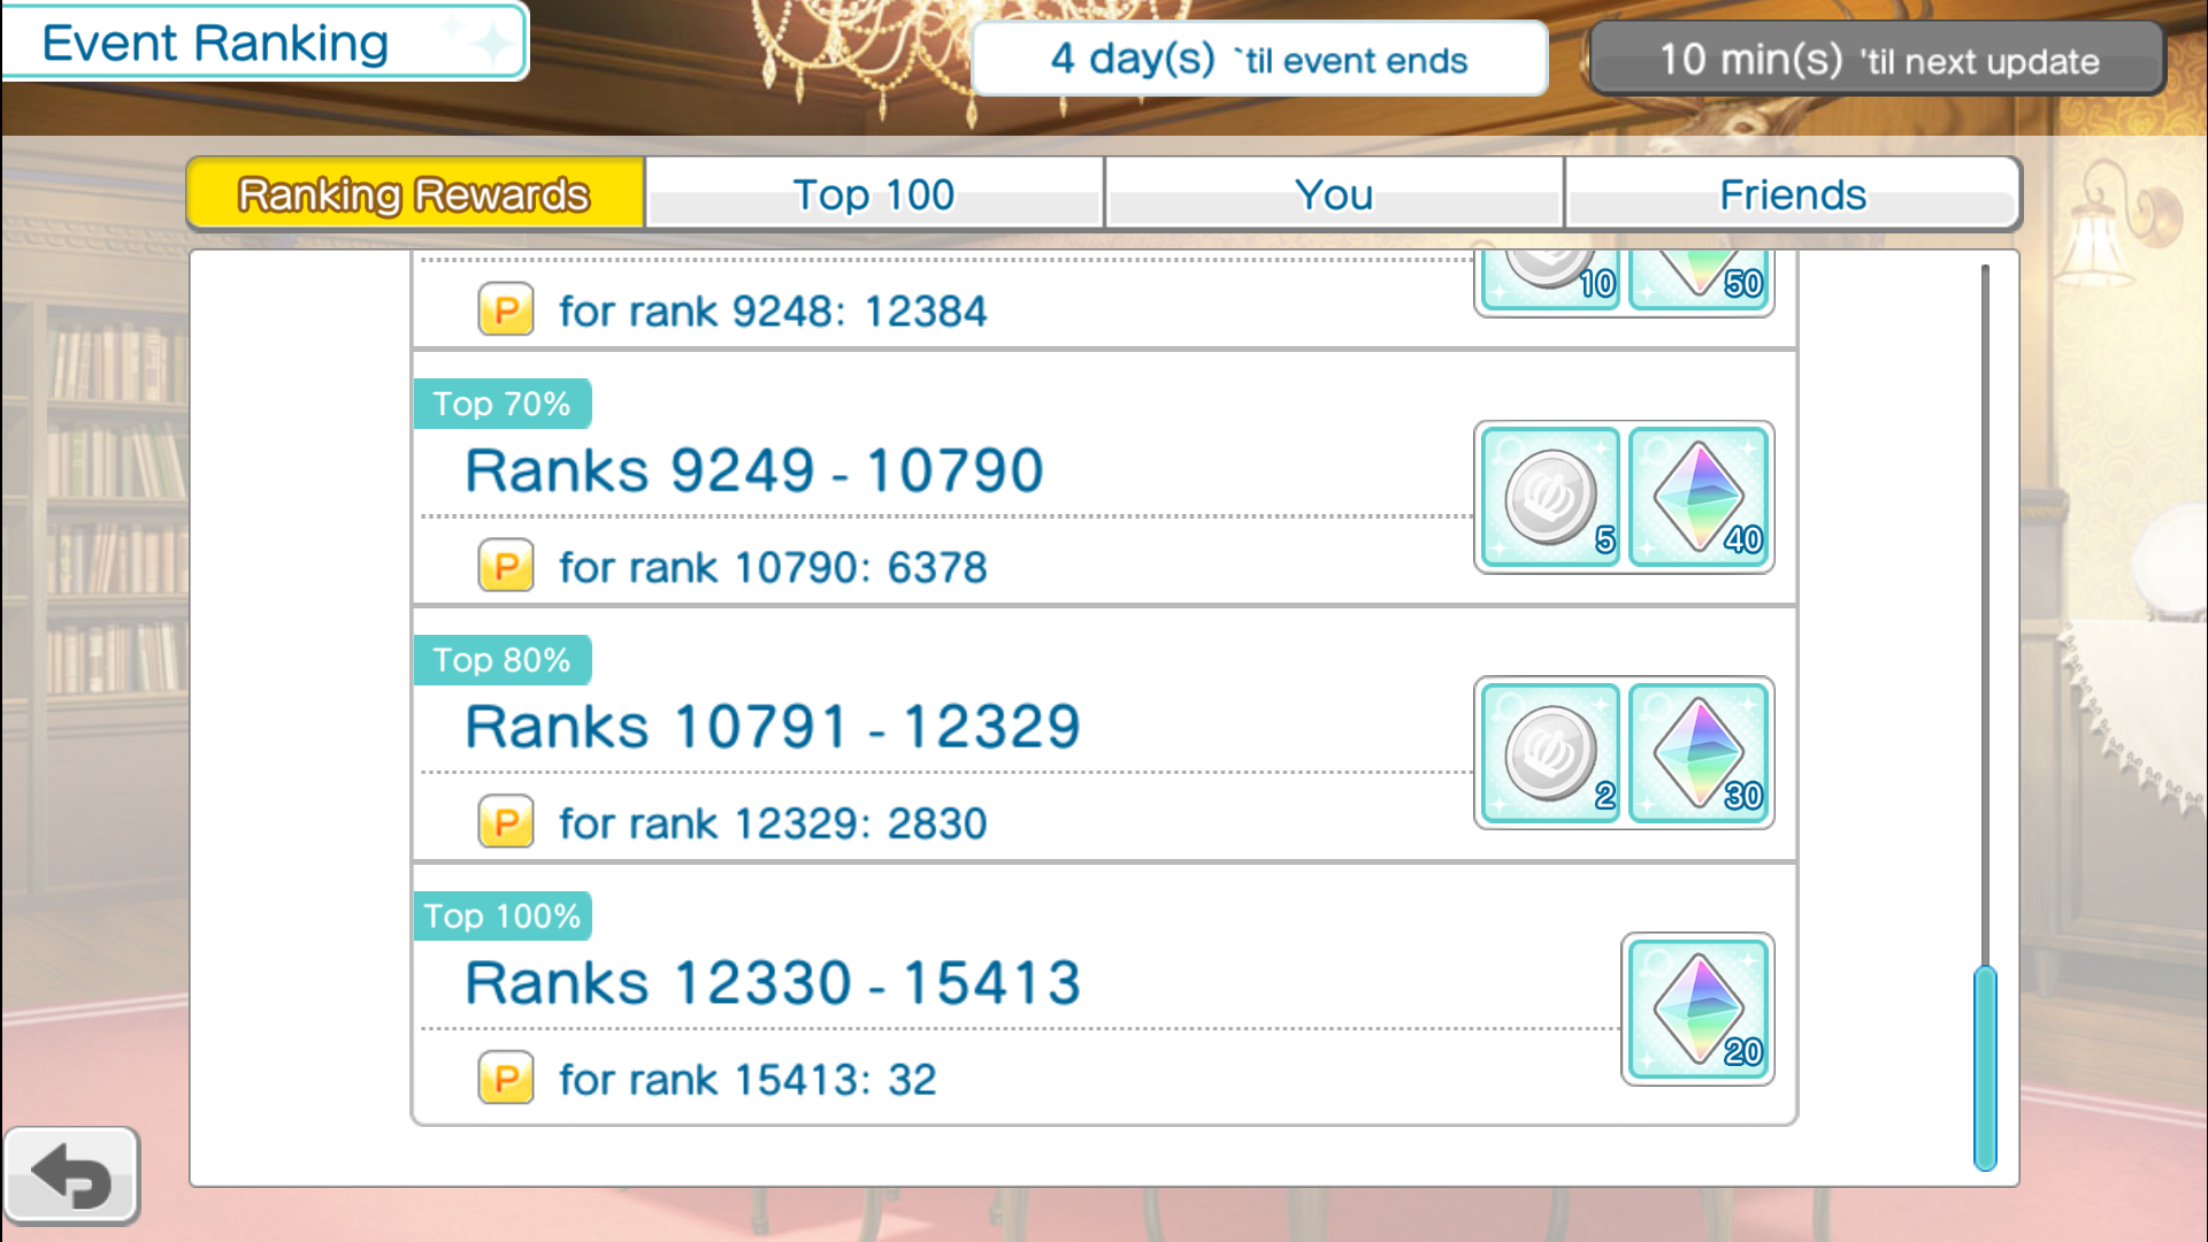 Event Ranking
4 day(s) `til event ends
10 min(s) 'til next update
Ranking Rewards
Top 100
You
Friends
10
50
P for rank 9248: 12384
Top 70%
Ranks 9249 - 10790
5
40
P for rank 10790: 6378
Top 80%
Ranks 10791 - 12329
2
30
P for rank 12329: 2830
Top 100%
Ranks 12330 - 15413
20
P for rank 15413: 32